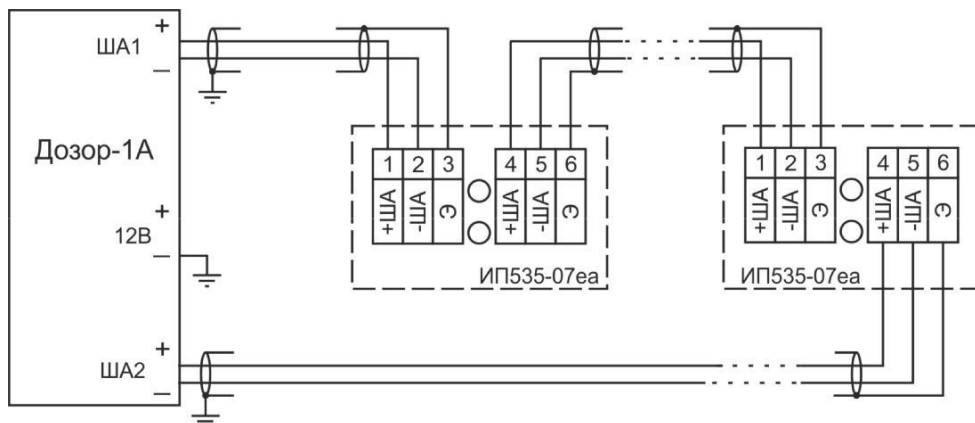 +
ША1
—
Дозор-1А
+
12В
—
+
ША2
—
1 2 3 4 5 6
+ША -ША Э +ША -ША Э
ИП535-07еа
1 2 3 4 5 6
+ША -ША Э +ША -ША Э
ИП535-07еа